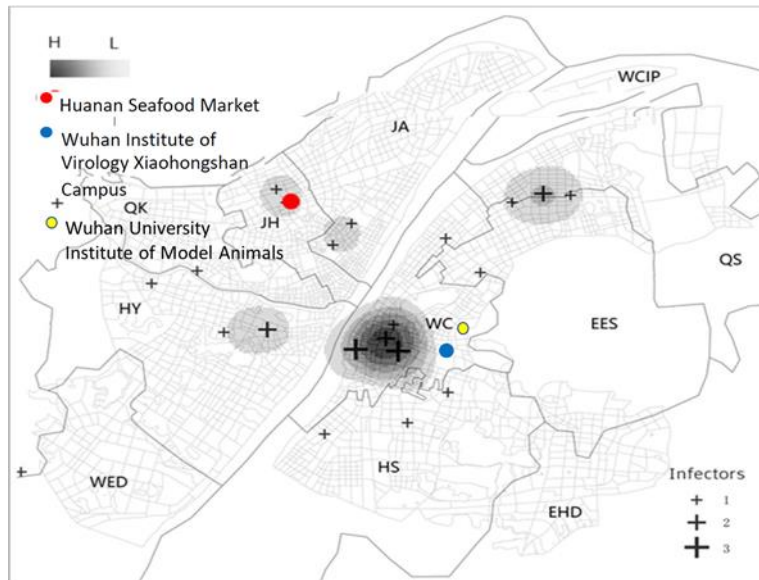 H L
Huanan Seafood Market
Wuhan Institute of
Virology Xiaohongshan
Campus
Wuhan University
Institute of Model Animals
WCIP
JA
QK
JH
QS
HY
WC
EES
WED
HS
EHD
Infectors
1
2
3